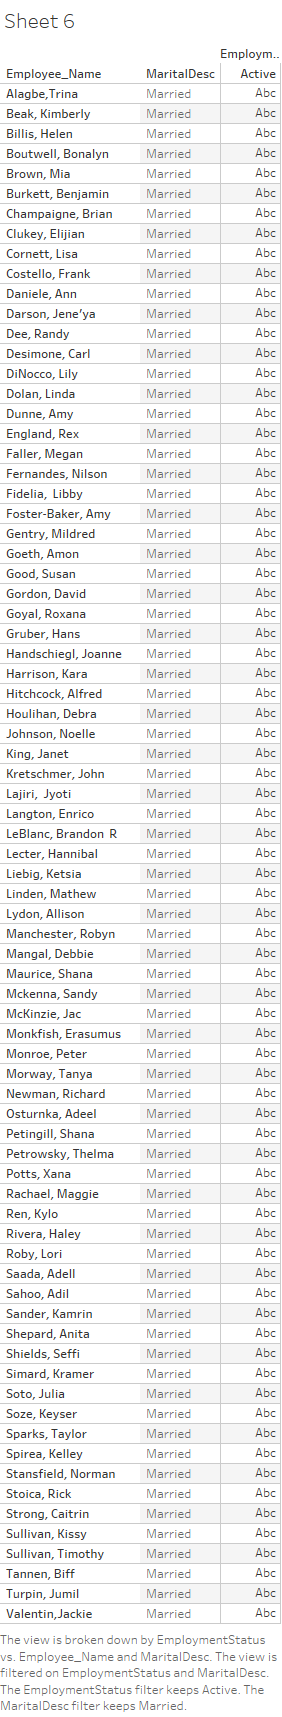 Sheet 6
Employm..
Employee_Name MaritalDesc Active
Alagbe,Trina Married Abc
Beak, Kimberly Married Abc
Billis, Helen Married Abc
Boutwell, Bonalyn Married Abc
Brown, Mia Married Abc
Burkett, Benjamin Married Abc
Champaigne, Brian Married Abc
Clukey, Elijian Married Abc
Cornett, Lisa Married Abc
Costello, Frank Married Abc
Daniele, Ann Married Abc
Darson, Jene'ya Married Abc
Dee, Randy Married Abc
Desimone, Carl Married Abc
DiNocco, Lily Married Abc
Dolan, Linda Married Abc
Dunne, Amy Married Abc
England, Rex Married Abc
Faller, Megan Married Abc
Fernandes, Nilson Married Abc
Fidelia, Libby Married Abc
Foster-Baker, Amy Married Abc
Gentry, Mildred Married Abc
Goeth, Amon Married Abc
Good, Susan Married Abc
Gordon, David Married Abc
Goyal, Roxana Married Abc
Gruber, Hans Married Abc
Handschiegl, Joanne Married Abc
Harrison, Kara Married Abc
Hitchcock, Alfred Married Abc
Houlihan, Debra Married Abc
Johnson, Noelle Married Abc
King, Janet Married Abc
Kretschmer, John Married Abc
Lajiri, Jyoti Married Abc
Langton, Enrico Married Abc
LeBlanc, Brandon R Married Abc
Lecter, Hannibal Married Abc
Liebig, Ketsia Married Abc
Linden, Mathew Married Abc
Lydon, Allison Married Abc
Manchester, Robyn Married Abc
Mangal, Debbie Married Abc
Maurice, Shana Married Abc
Mckenna, Sandy Married Abc
McKinzie, Jac Married Abc
Monkfish, Erasumus Married Abc
Monroe, Peter Married Abc
Morway, Tanya Married Abc
Newman, Richard Married Abc
Osturnka, Adeel Married Abc
Petingill, Shana Married Abc
Petrowsky, Thelma Married Abc
Potts, Xana Married Abc
Rachael, Maggie Married Abc
Ren, Kylo Married Abc
Rivera, Haley Married Abc
Roby, Lori Married Abc
Saada, Adell Married Abc
Sahoo, Adil Married Abc
Sander, Kamrin Married Abc
Shepard, Anita Married Abc
Shields, Seffi Married Abc
Simard, Kramer Married Abc
Soto, Julia Married Abc
Soze, Keyser Married Abc
Sparks, Taylor Married Abc
Spirea, Kelley Married Abc
Stansfield, Norman Married Abc
Stoica, Rick Married Abc
Strong, Caitrin Married Abc
Sullivan, Kissy Married Abc
Sullivan, Timothy Married Abc
Tannen, Biff Married Abc
Turpin, Jumil Married Abc
Valentin,Jackie Married Abc
The view is broken down by EmploymentStatus
vs. Employee_Name and MaritalDesc. The view is
filtered on EmploymentStatus and MaritalDesc.
The EmploymentStatus filter keeps Active. The
MaritalDesc filter keeps Married.